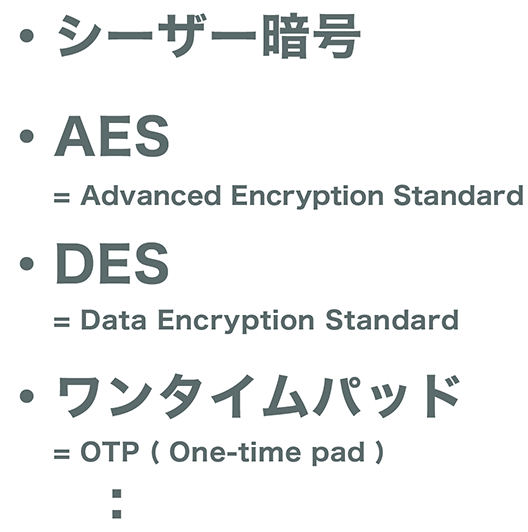 ・シーザー暗号
・AES
= Advanced Encryption Standard
・DES
= Data Encryption Standard
・ワンタイムパッド
= OTP ( One-time pad )
：